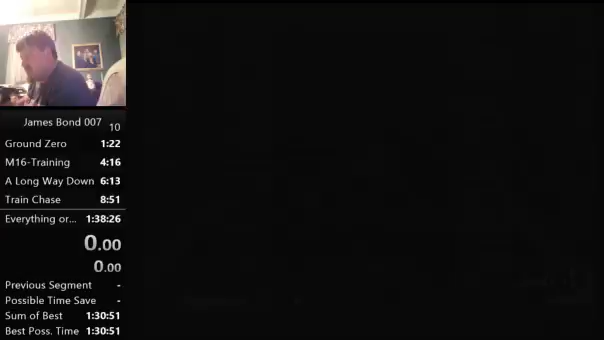 James Bond 007
10
Ground Zero 1:22
M16-Training 4:16
A Long Way Down 6:13
Train Chase 8:51
Everything or... 1:38:26
0.00
0.00
Previous Segment -
Possible Time Save -
Sum of Best 1:30:51
Best Poss. Time 1:30:51